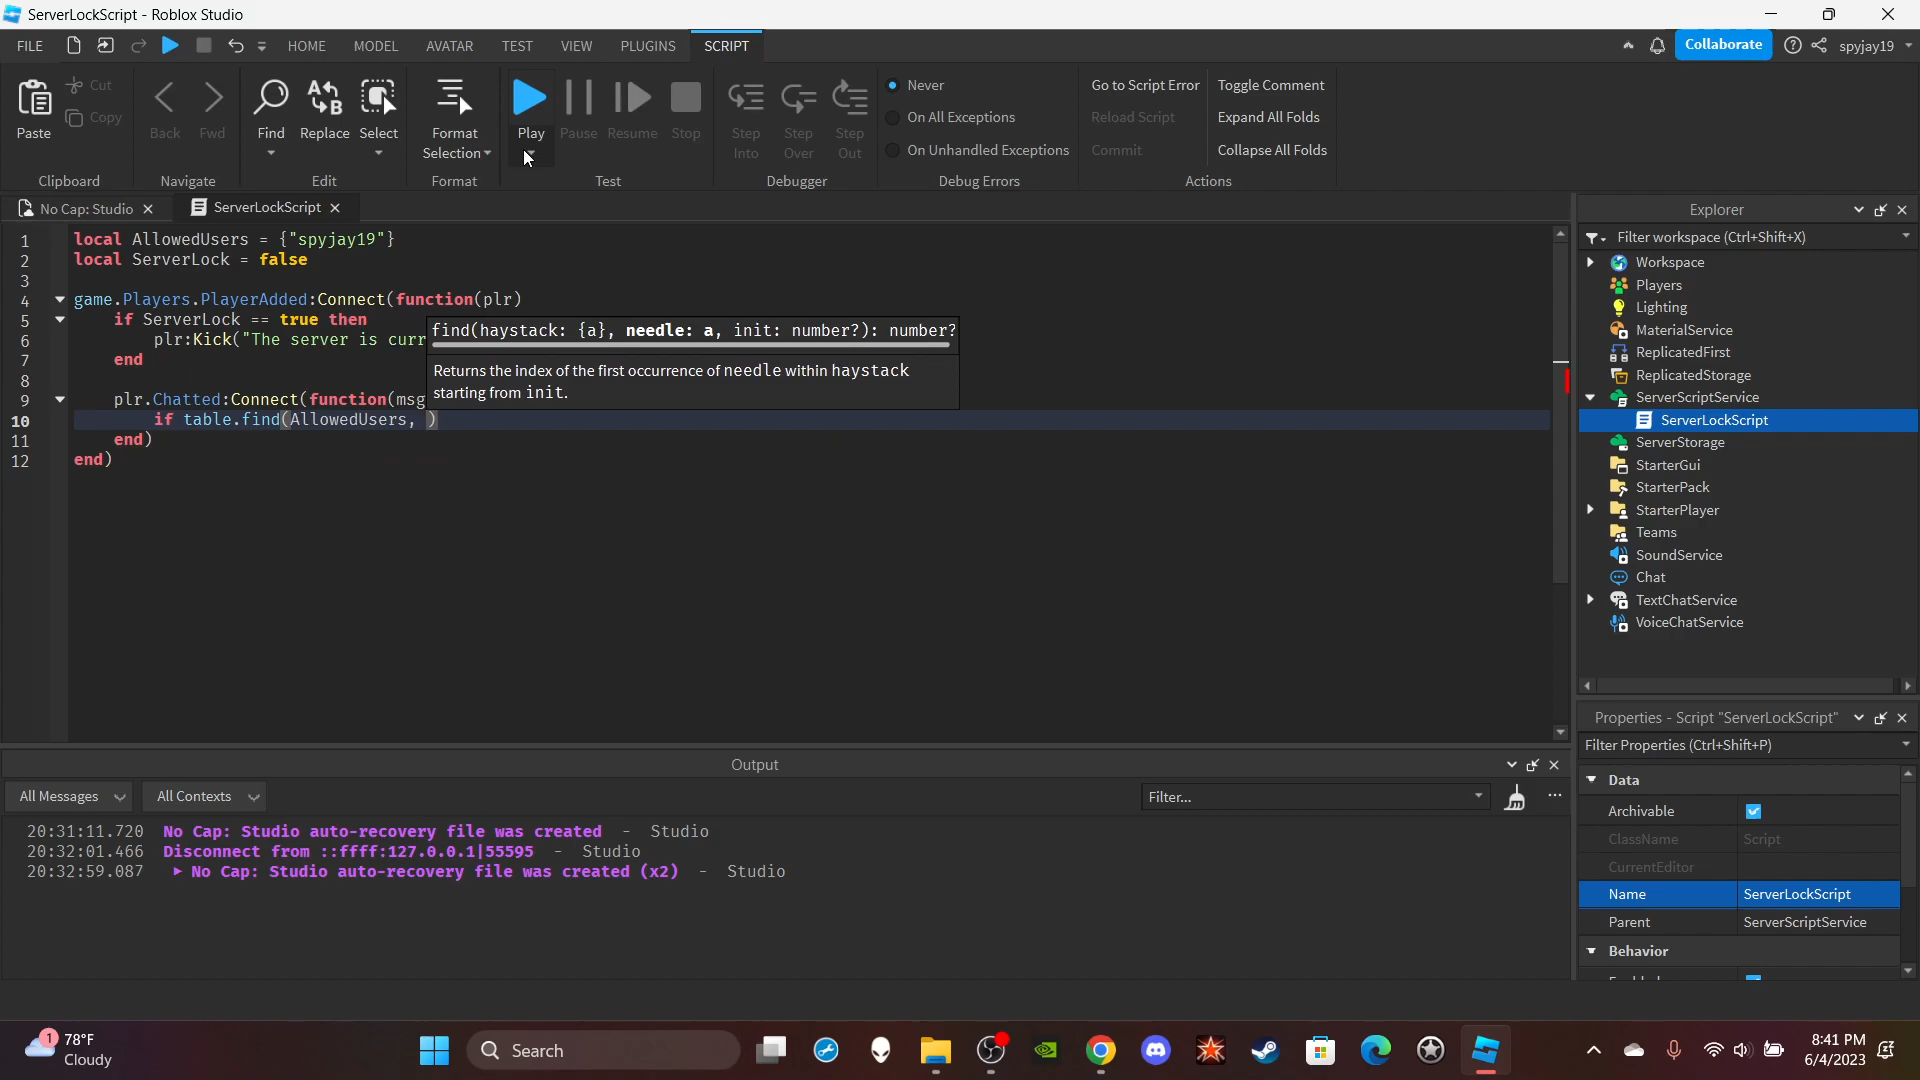 ServerLockScript - Roblox Studio
FILE HOME MODEL AVATAR TEST VIEW PLUGINS SCRIPT Collaborate spyjay19
Paste Cut Copy
Clipboard
Back Fwd
Navigate
Find Replace Select
Edit
Format Selection
Format
Play Pause Resume Stop
Test
Step Into Step Over Step Out
Debugger
Never
On All Exceptions
On Unhandled Exceptions
Debug Errors
Go to Script Error Toggle Comment
Reload Script Expand All Folds
Commit Collapse All Folds
Actions
No Cap: Studio ServerLockScript
1 local AllowedUsers = {"spyjay19"}
2 local ServerLock = false
3
4 game.Players.PlayerAdded:Connect(function(plr)
5 if ServerLock == true then
6 plr:Kick("The server is curr
7 end
8
9 plr.Chatted:Connect(function(msg
10 if table.find(AllowedUsers, )
11 end)
12 end)
find(haystack: {a}, needle: a, init: number?): number?
Returns the index of the first occurrence of needle within haystack
starting from init.
Explorer
Filter workspace (Ctrl+Shift+X)
Workspace
Players
Lighting
MaterialService
ReplicatedFirst
ReplicatedStorage
ServerScriptService
ServerLockScript
ServerStorage
StarterGui
StarterPack
StarterPlayer
Teams
SoundService
Chat
TextChatService
VoiceChatService
Properties - Script "ServerLockScript"
Filter Properties (Ctrl+Shift+P)
Data
Archivable
ClassName Script
CurrentEditor
Name ServerLockScript
Parent ServerScriptService
Behavior
Output
All Messages All Contexts Filter...
20:31:11.720 No Cap: Studio auto-recovery file was created - Studio
20:32:01.466 Disconnect from ::ffff:127.0.0.1|55595 - Studio
20:32:59.087 No Cap: Studio auto-recovery file was created (x2) - Studio
1
78°F
Cloudy
Search
8:41 PM
6/4/2023